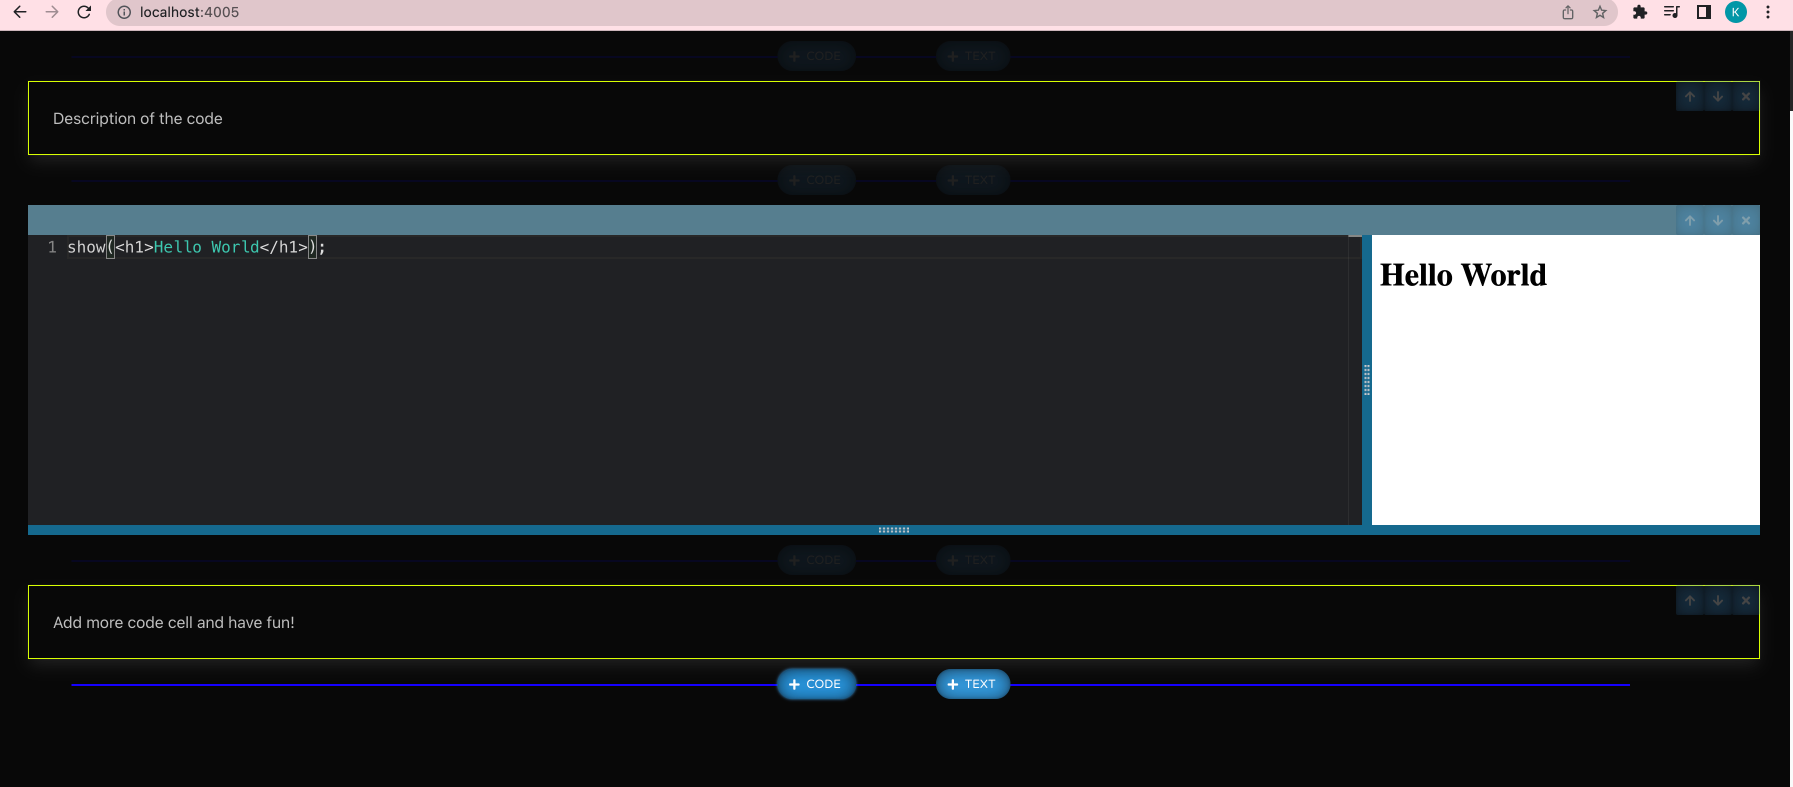 localhost:4005
K
+ CODE + TEXT
Description of the code
+ CODE + TEXT
1 show(<h1>Hello World</h1>);
Hello World
+ CODE + TEXT
Add more code cell and have fun!
+ CODE + TEXT